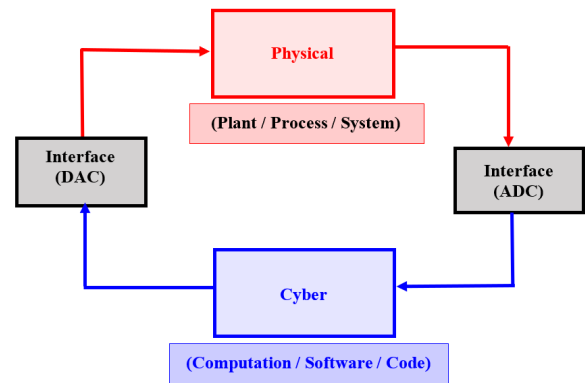 Physical
(Plant / Process / System)
Interface
(DAC)
Interface
(ADC)
Cyber
(Computation / Software / Code)